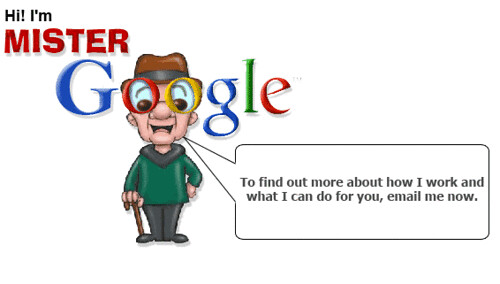 Hi! I'm
MISTER
Google
To find out more about how I work and
what I can do for you, email me now.